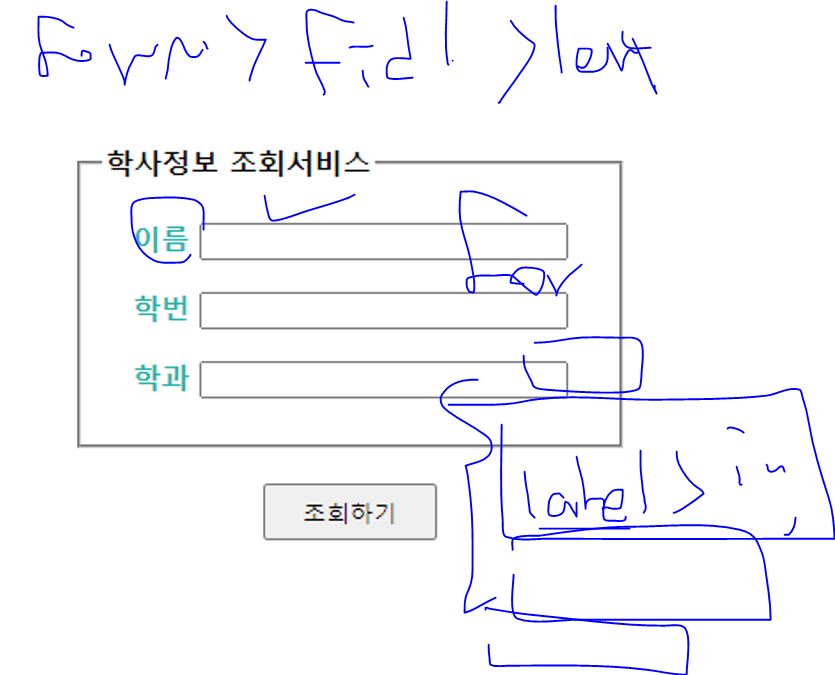 Form > Fidl > lext
학사정보 조회서비스
이름
for
학번
학과
label > in
조회하기